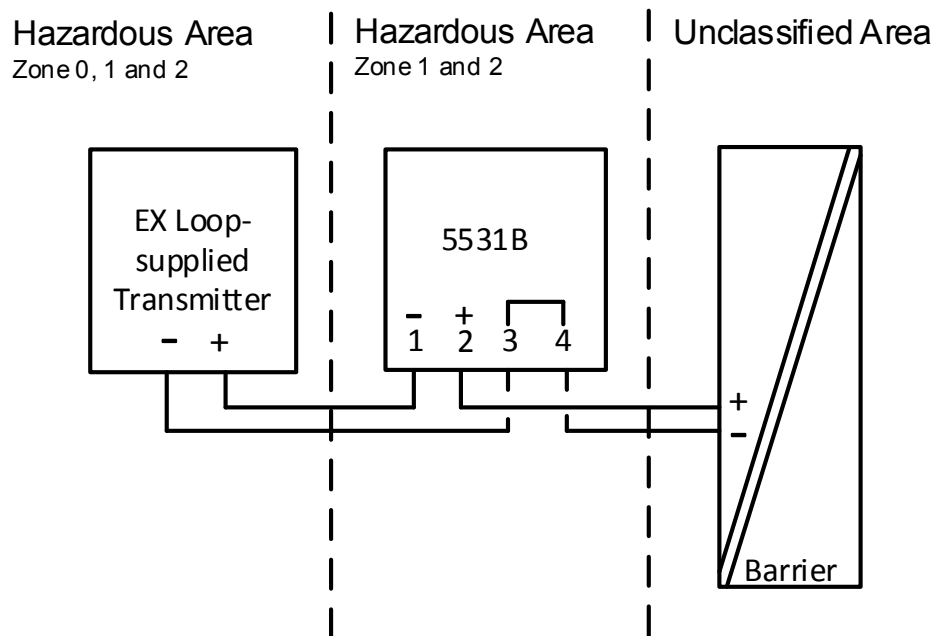 Hazardous Area
Zone 0, 1 and 2
Hazardous Area
Zone 1 and 2
Unclassified Area
EX Loop-
supplied
Transmitter
- +
5531B
- +
1 2 3 4
+
-
Barrier